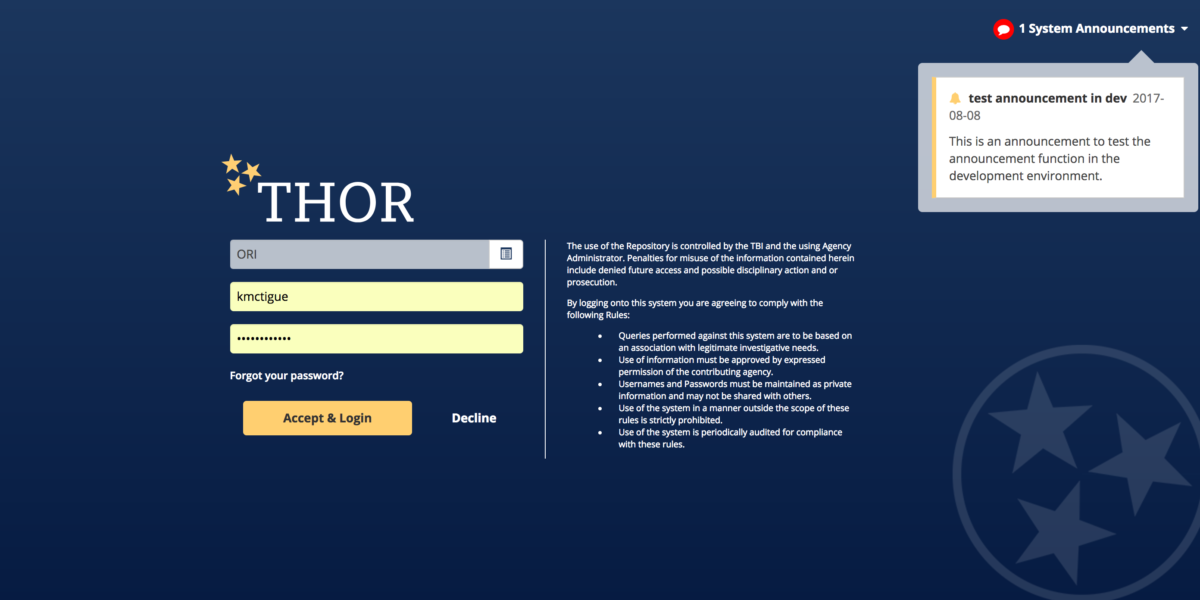 1 System Announcements
test announcement in dev 2017-
08-08
This is an announcement to test the
announcement function in the
development environment.
THOR
ORI
kmctigue
••••••••••••
Forgot your password?
Accept & Login
Decline
The use of the Repository is controlled by the TBI and the using Agency
Administrator. Penalties for misuse of the information contained herein
include denied future access and possible disciplinary action and or
prosecution.
By logging onto this system you are agreeing to comply with the
following Rules:
• Queries performed against this system are to be based on
an association with legitimate investigative needs.
• Use of information must be approved by expressed
permission of the contributing agency.
• Usernames and Passwords must be maintained as private
information and may not be shared with others.
• Use of the system in a manner outside the scope of these
rules is strictly prohibited.
• Use of the system is periodically audited for compliance
with these rules.